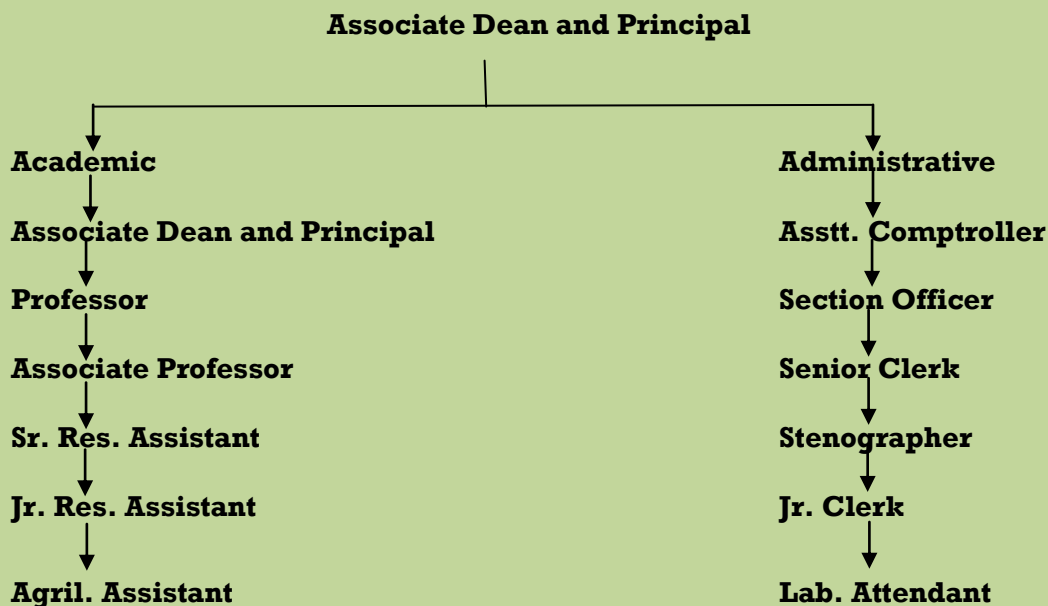 Associate Dean and Principal
Academic
Administrative
Associate Dean and Principal
Asstt. Comptroller
Professor
Section Officer
Associate Professor
Senior Clerk
Sr. Res. Assistant
Stenographer
Jr. Res. Assistant
Jr. Clerk
Agril. Assistant
Lab. Attendant